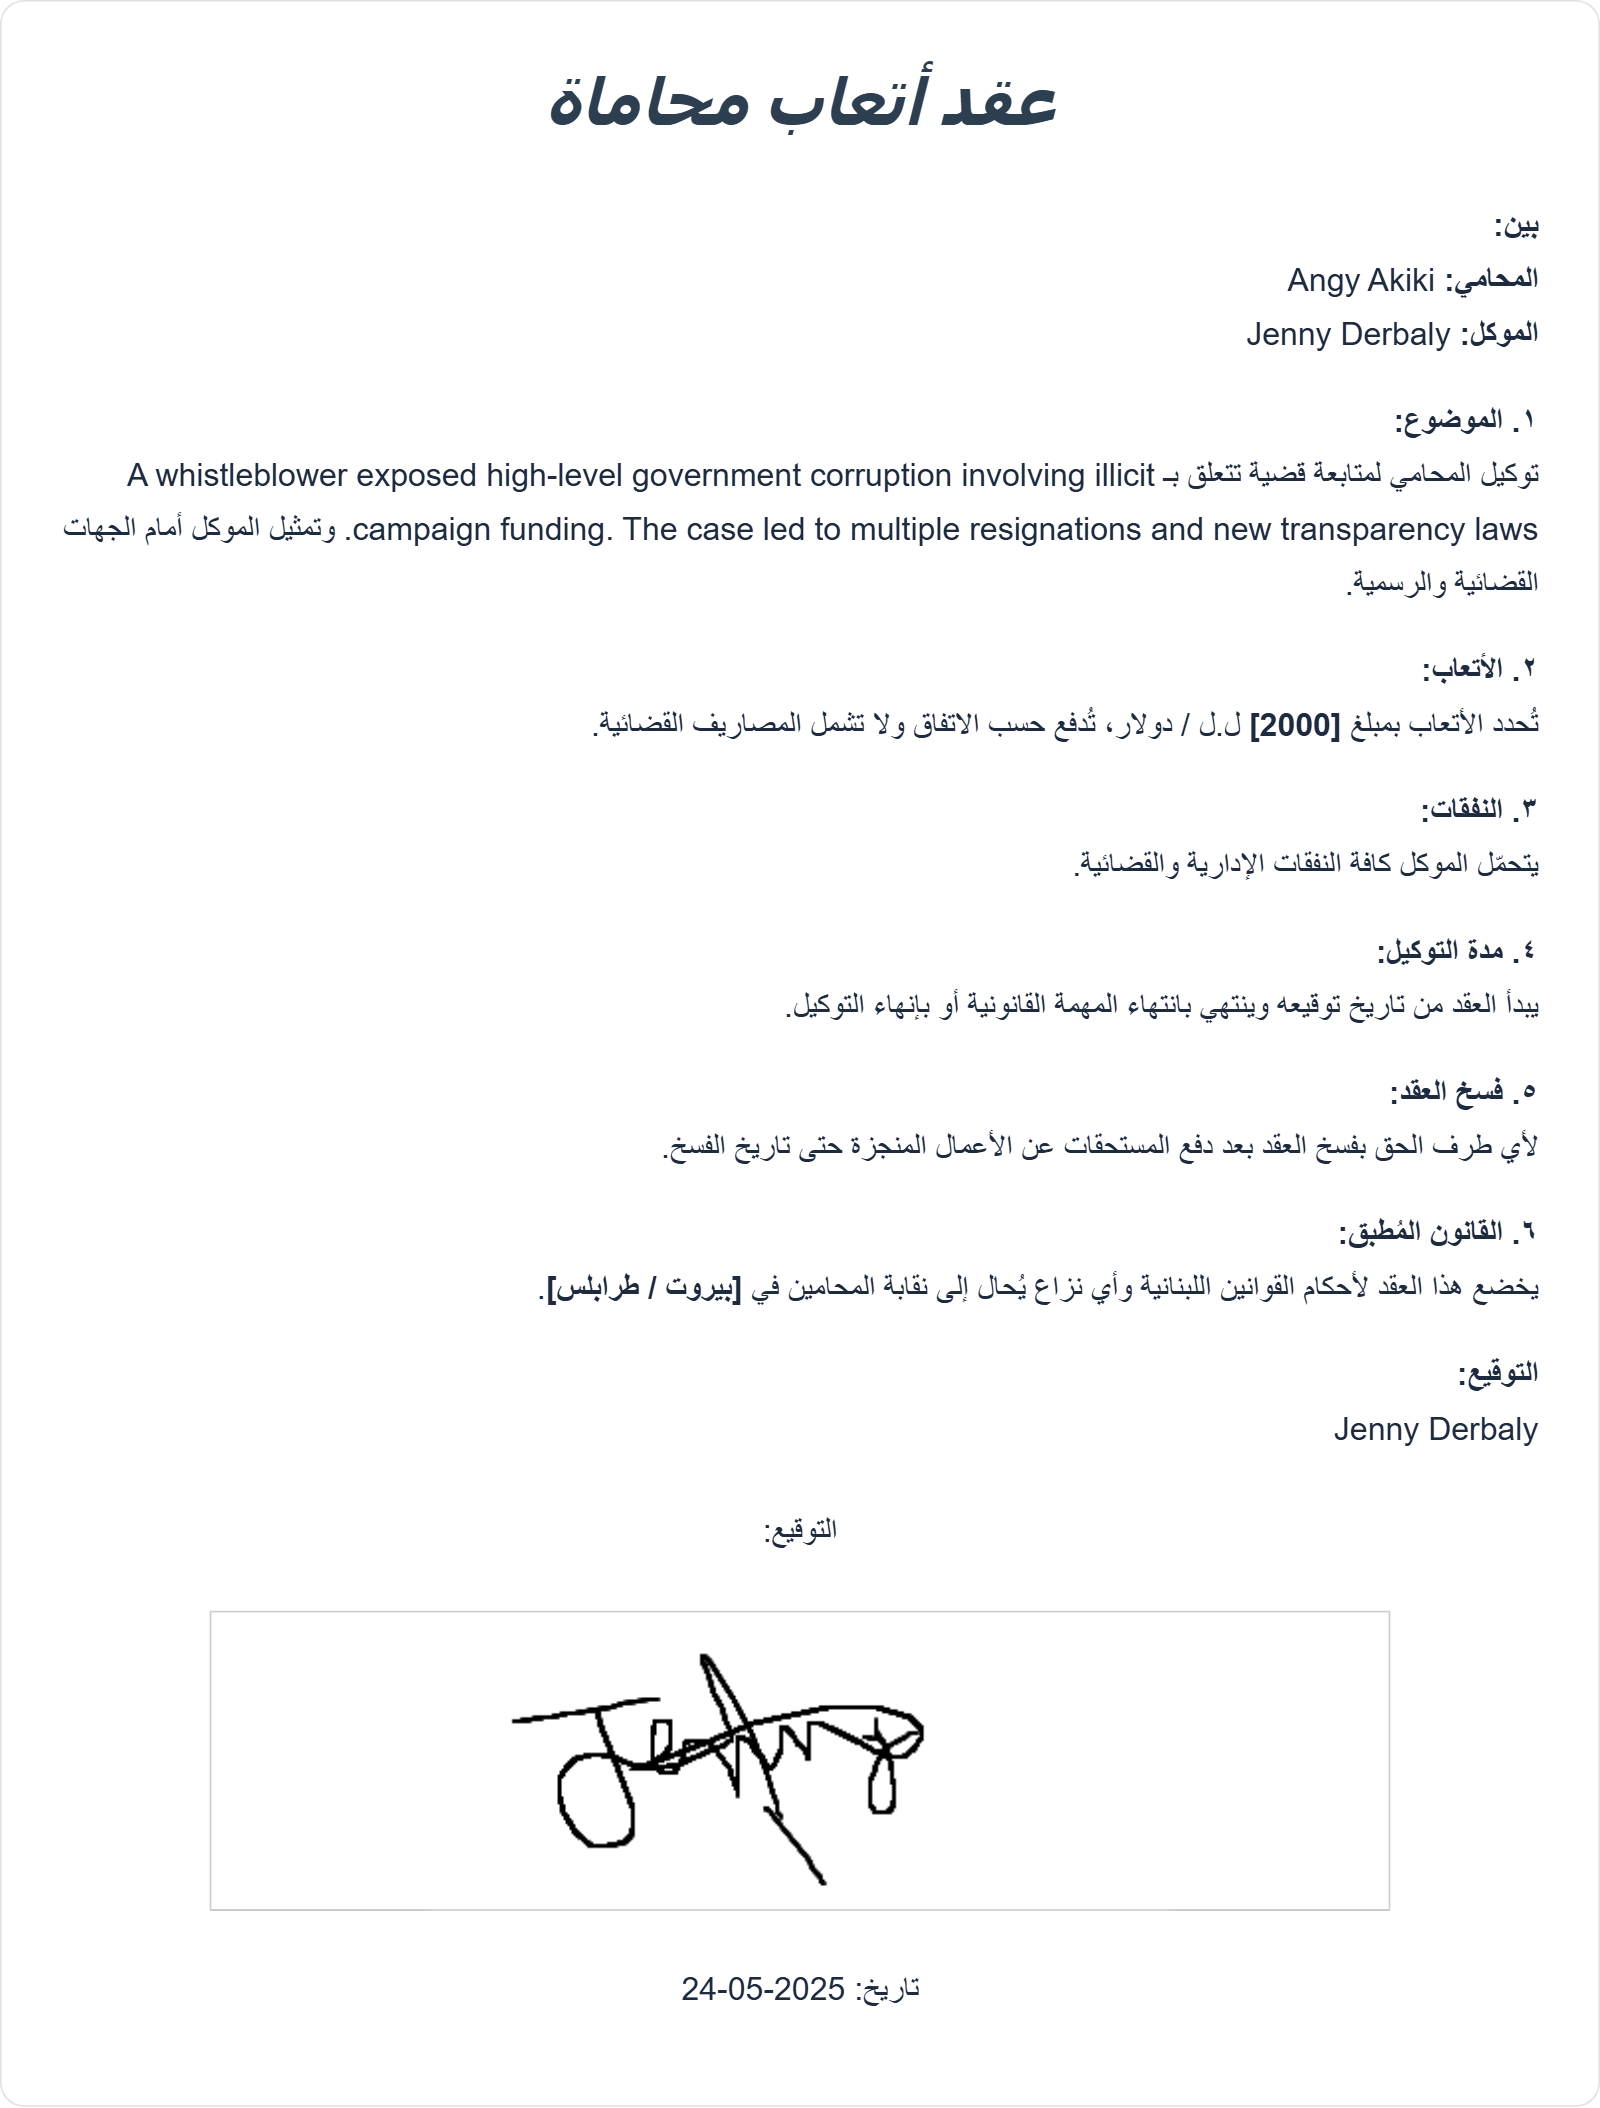 عقد أتعاب محاماة
بين:
المحامي: Angy Akiki
الموكل: Jenny Derbaly
١. الموضوع:
توكيل المحامي لمتابعة قضية تتعلق بـ A whistleblower exposed high-level government corruption involving illicit
campaign funding. The case led to multiple resignations and new transparency laws. وتمثيل الموكل أمام الجهات
القضائية والرسمية.
٢. الأتعاب:
تُحدد الأتعاب بمبلغ [2000] ل.ل / دولار، تُدفع حسب الاتفاق ولا تشمل المصاريف القضائية.
٣. النفقات:
يتحمّل الموكل كافة النفقات الإدارية والقضائية.
٤. مدة التوكيل:
يبدأ العقد من تاريخ توقيعه وينتهي بانتهاء المهمة القانونية أو بإنهاء التوكيل.
٥. فسخ العقد:
لأي طرف الحق بفسخ العقد بعد دفع المستحقات عن الأعمال المنجزة حتى تاريخ الفسخ.
٦. القانون المُطبق:
يخضع هذا العقد لأحكام القوانين اللبنانية وأي نزاع يُحال إلى نقابة المحامين في [بيروت / طرابلس].
التوقيع:
Jenny Derbaly
التوقيع:
تاريخ: 24-05-2025